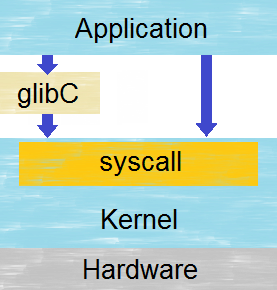 Application
glibC
syscall
Kernel
Hardware